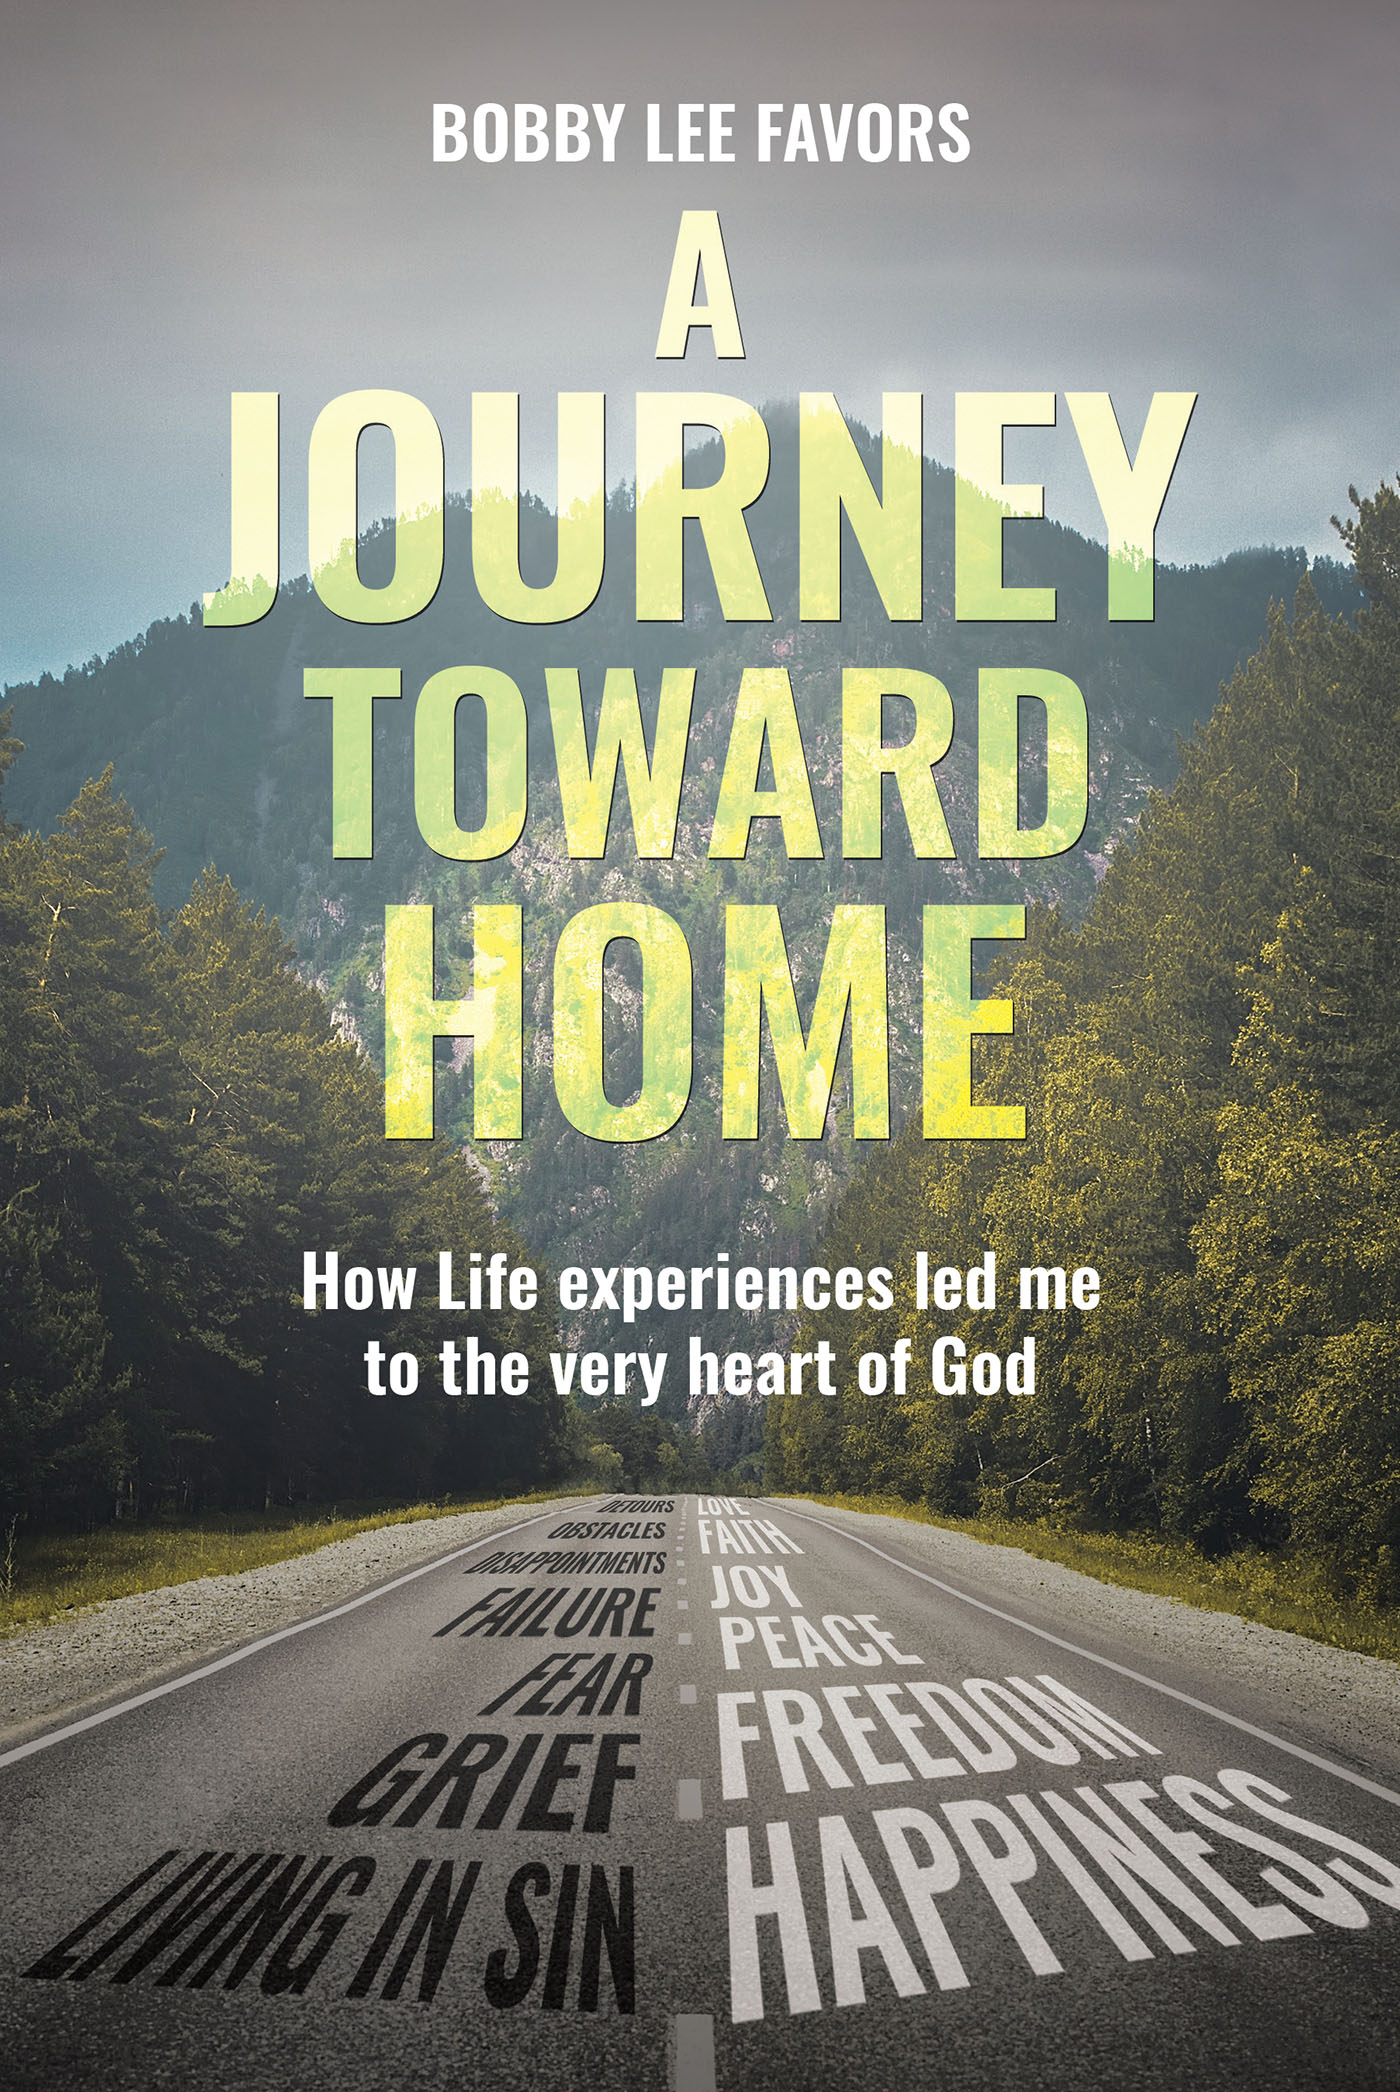 BOBBY LEE FAVORS
A
JOURNEY
TOWARD
HOME
How Life experiences led me
to the very heart of God
DETOURS
OBSTACLES
DISAPPOINTMENTS
FAILURE
FEAR
GRIEF
LIVING IN SIN
LOVE
FAITH
JOY
PEACE
FREEDOM
HAPPINESS